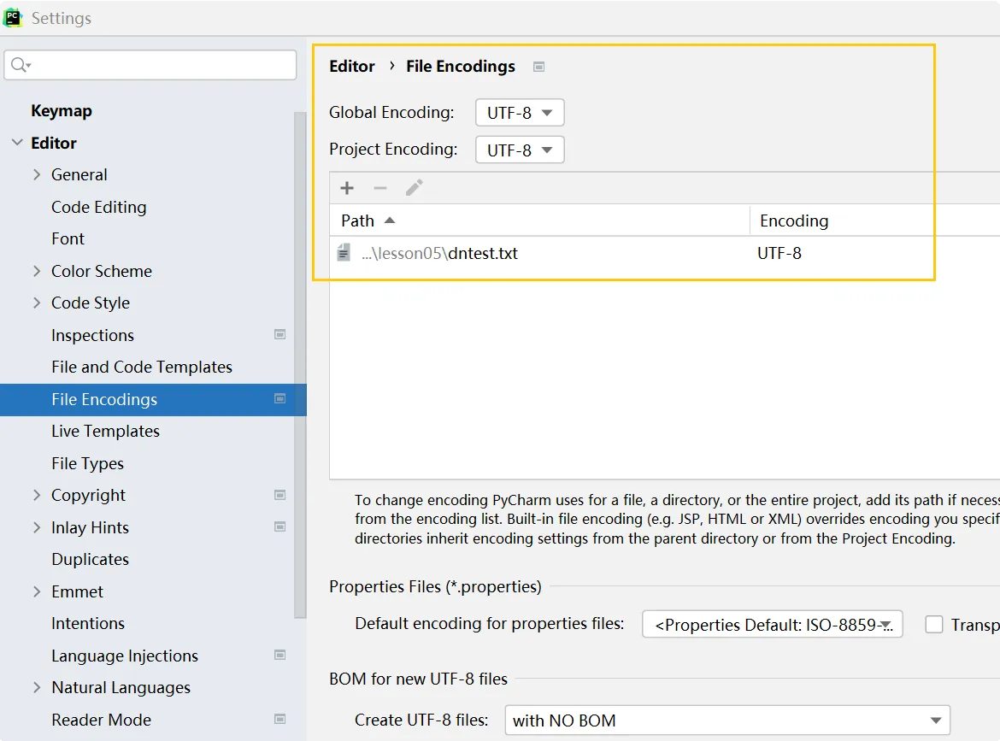 PC
Settings
Keymap
Editor
General
Code Editing
Font
Color Scheme
Code Style
Inspections
File and Code Templates
File Encodings
Live Templates
File Types
Copyright
Inlay Hints
Duplicates
Emmet
Intentions
Language Injections
Natural Languages
Reader Mode
Editor › File Encodings
Global Encoding: UTF-8
Project Encoding: UTF-8
Path Encoding
...\lesson05\dntest.txt UTF-8
To change encoding PyCharm uses for a file, a directory, or the entire project, add its path if necess
from the encoding list. Built-in file encoding (e.g. JSP, HTML or XML) overrides encoding you specif
directories inherit encoding settings from the parent directory or from the Project Encoding.
Properties Files (*.properties)
Default encoding for properties files: <Properties Default: ISO-8859-... Transp
BOM for new UTF-8 files
Create UTF-8 files: with NO BOM